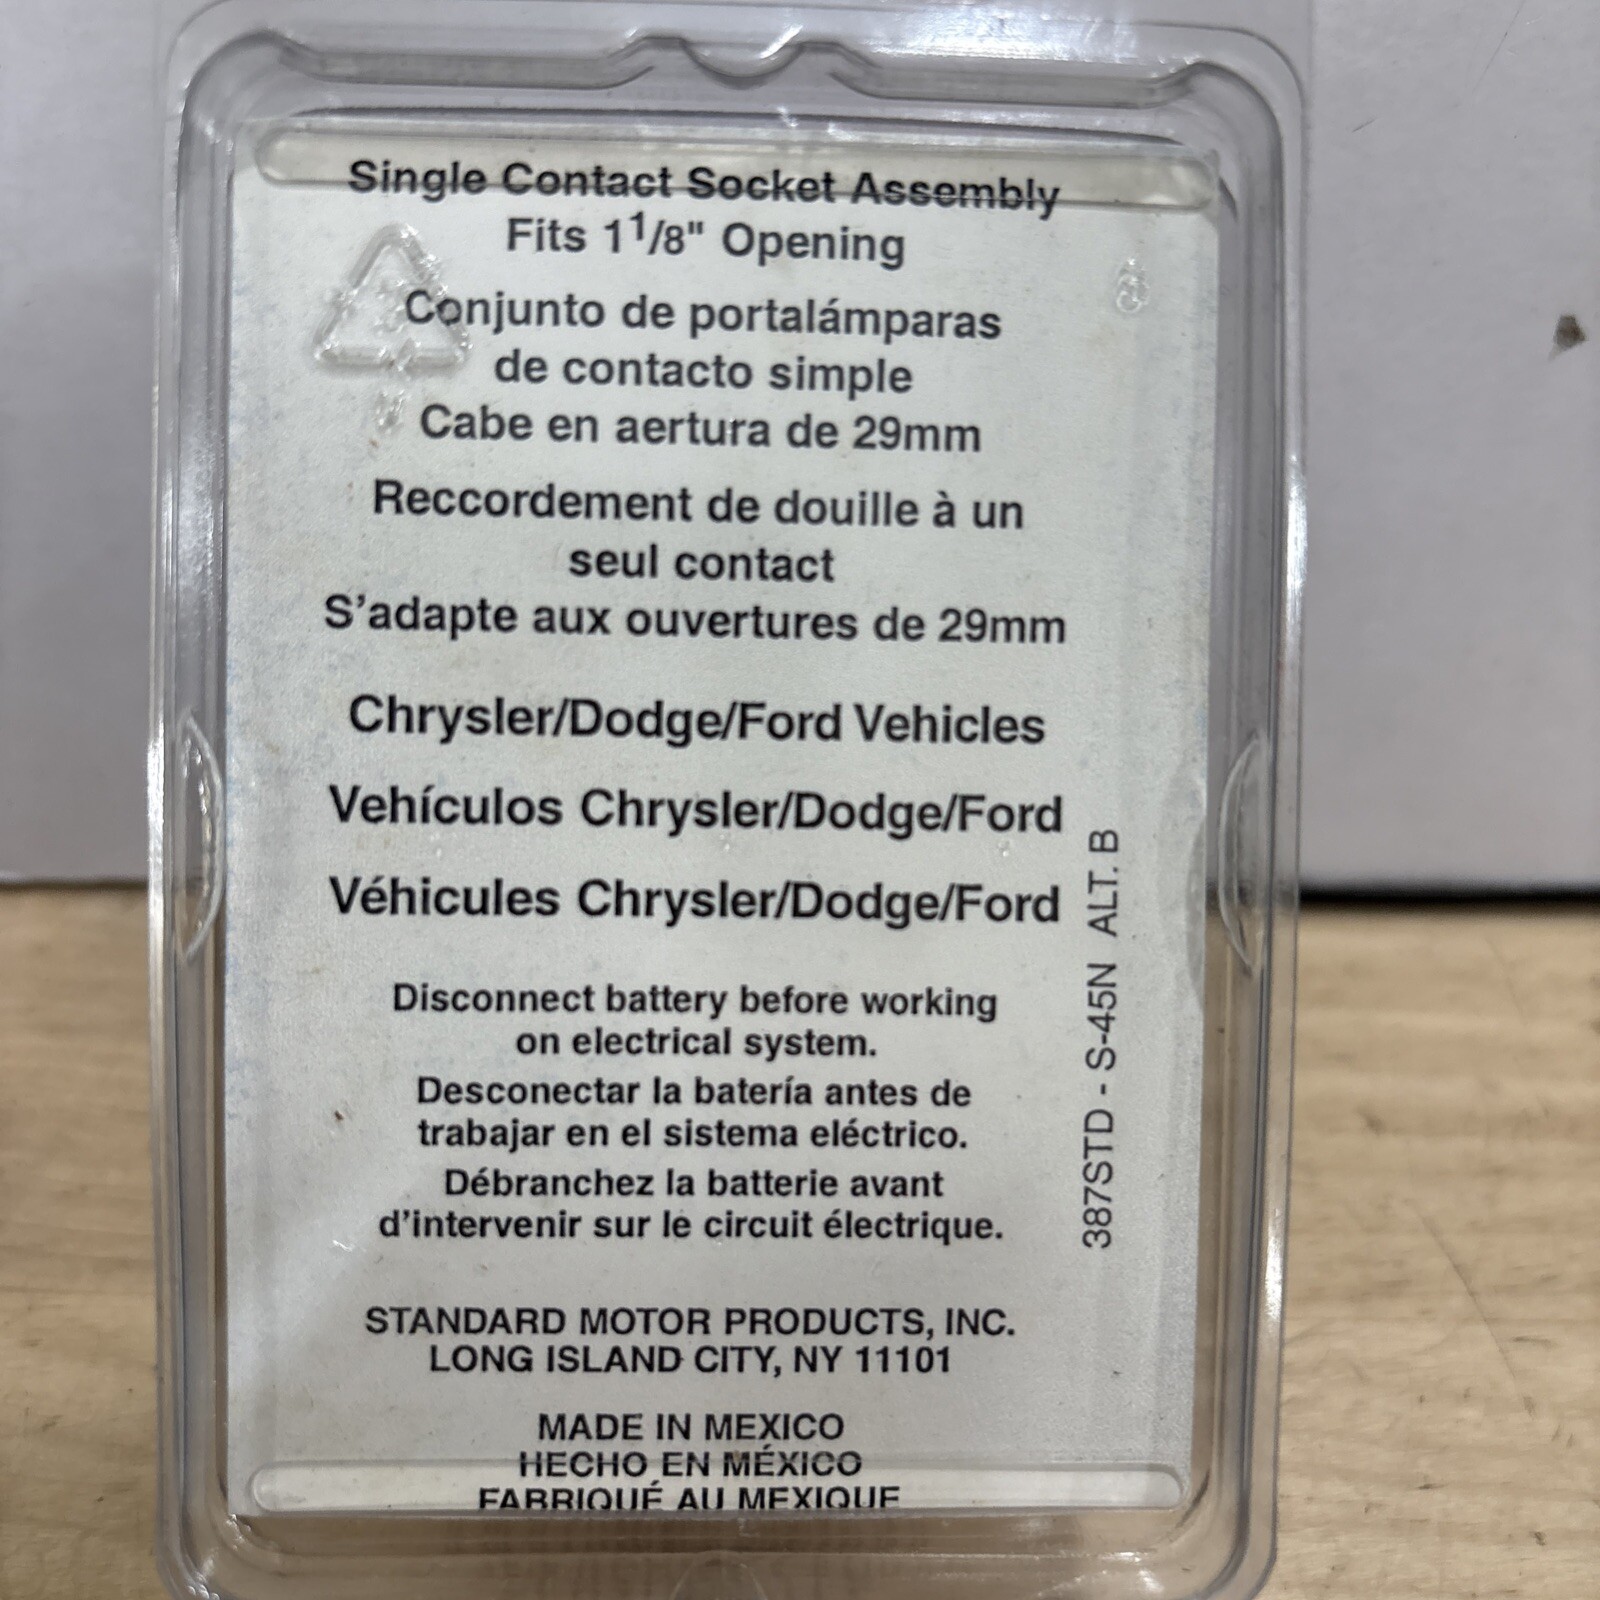 Single Contact Socket Assembly
Fits 1 1/8" Opening
Conjunto de portalámparas
de contacto simple
Cabe en aertura de 29mm
Reccordement de douille à un
seul contact
S'adapte aux ouvertures de 29mm
Chrysler/Dodge/Ford Vehicles
Vehículos Chrysler/Dodge/Ford
Véhicules Chrysler/Dodge/Ford
Disconnect battery before working
on electrical system.
Desconectar la batería antes de
trabajar en el sistema eléctrico.
Débranchez la batterie avant
d'intervenir sur le circuit électrique.
387STD - S-45N ALT. B
STANDARD MOTOR PRODUCTS, INC.
LONG ISLAND CITY, NY 11101
MADE IN MEXICO
HECHO EN MÉXICO
FABRIQUÉ AU MEXIQUE